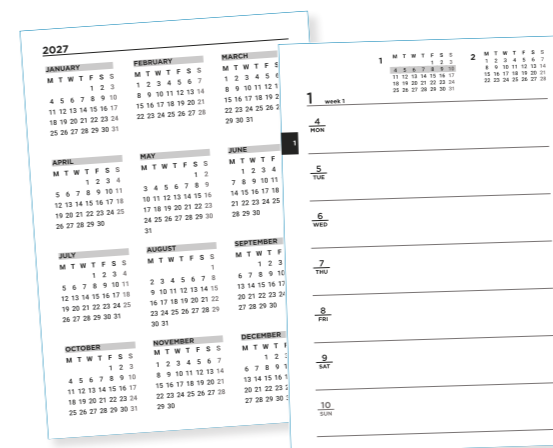 2027
JANUARY
M T W T F S S
1 2 3
4 5 6 7 8 9 10
11 12 13 14 15 16 17
18 19 20 21 22 23 24
25 26 27 28 29 30 31
FEBRUARY
M T W T F S S
1 2 3 4 5 6 7
8 9 10 11 12 13 14
15 16 17 18 19 20 21
22 23 24 25 26 27 28
MARCH
M T W T F S
1 2 3 4 5 6
8 9 10 11 12
15 16 17 18 19
22 23 24 25 26
29 30 31
APRIL
M T W T F S S
1 2 3 4
5 6 7 8 9 10 11
12 13 14 15 16 17 18
19 20 21 22 23 24 25
26 27 28 29 30
MAY
M T W T F S S
1 2
3 4 5 6 7 8 9
10 11 12 13 14 15 16
17 18 19 20 21 22 23
24 25 26 27 28 29 30
31
JUNE
M T W T F
1 2 3 4
7 8 9 10 11
14 15 16 17 18
21 22 23 24 25
28 29 30
JULY
M T W T F S S
1 2 3 4
5 6 7 8 9 10 11
12 13 14 15 16 17 18
19 20 21 22 23 24 25
26 27 28 29 30 31
AUGUST
M T W T F S S
1
2 3 4 5 6 7 8
9 10 11 12 13 14 15
16 17 18 19 20 21 22
23 24 25 26 27 28 29
30 31
SEPTEMBER
M T W T F
1 2 3
6 7 8 9 10
13 14 15 16 17
20 21 22 23 24
27 28 29 30
OCTOBER
M T W T F S S
1 2 3
4 5 6 7 8 9 10
11 12 13 14 15 16 17
18 19 20 21 22 23 24
25 26 27 28 29 30 31
NOVEMBER
M T W T F S S
1 2 3 4 5 6 7
8 9 10 11 12 13 14
15 16 17 18 19 20 21
22 23 24 25 26 27 28
29 30
DECEMBER
M T W T F
1 2 3
6 7 8 9 10
13 14 15 16
20 21 22 23
27 28 29 30
1
M T W T F S S
1 2 3
4 5 6 7 8 9 10
11 12 13 14 15 16 17
18 19 20 21 22 23 24
25 26 27 28 29 30 31
2
M T W T F S S
1 2 3 4 5 6 7
8 9 10 11 12 13 14
15 16 17 18 19 20 21
22 23 24 25 26 27 28
1 week 1
4
MON
1
5
TUE
6
WED
7
THU
8
FRI
9
SAT
10
SUN